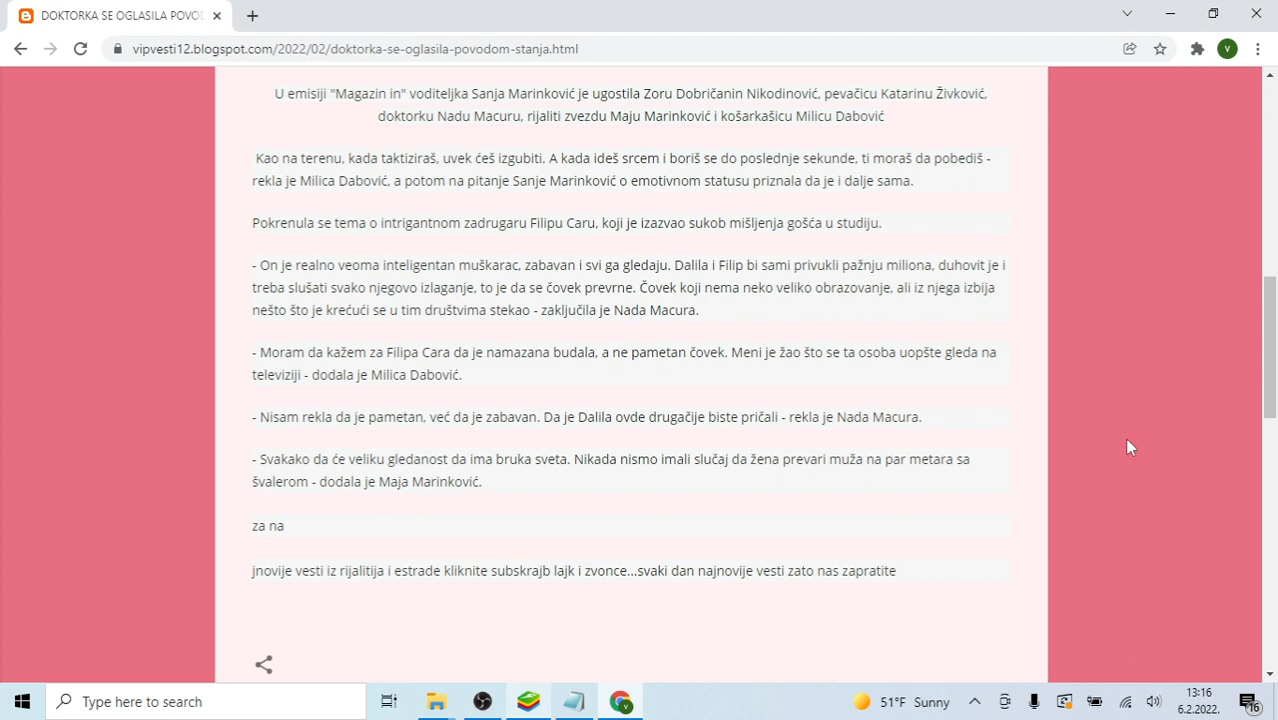 DOKTORKA SE OGLASILA POVOD
vipvesti12.blogspot.com/2022/02/doktorka-se-oglasila-povodom-stanja.html
V
U emisiji "Magazin in" voditeljka Sanja Marinković je ugostila Zoru Dobričanin Nikodinović, pevačicu Katarinu Živković,
doktorku Nadu Macuru, rijaliti zvezdu Maju Marinković i košarkašicu Milicu Dabović
Kao na terenu, kada taktiziraš, uvek ćeš izgubiti. A kada ideš srcem i boriš se do poslednje sekunde, ti moraš da pobediš -
rekla je Milica Dabović, a potom na pitanje Sanje Marinković o emotivnom statusu priznala da je i dalje sama.
Pokrenula se tema o intrigantnom zadrugaru Filipu Caru, koji je izazvao sukob mišljenja gošća u studiju.
- On je realno veoma inteligentan muškarac, zabavan i svi ga gledaju. Dalila i Filip bi sami privukli pažnju miliona, duhovit je i
treba slušati svako njegovo izlaganje, to je da se čovek prevrne. Čovek koji nema neko veliko obrazovanje, ali iz njega izbija
nešto što je krećući se u tim društvima stekao - zaključila je Nada Macura.
- Moram da kažem za Filipa Cara da je namazana budala, a ne pametan čovek. Meni je žao što se ta osoba uopšte gleda na
televiziji - dodala je Milica Dabović.
- Nisam rekla da je pametan, već da je zabavan. Da je Dalila ovde drugačije biste pričali - rekla je Nada Macura.
- Svakako da će veliku gledanost da ima bruka sveta. Nikada nismo imali slučaj da žena prevari muža na par metara sa
švalerom - dodala je Maja Marinković.
za na
jnovije vesti iz rijalitija i estrade kliknite subskrajb lajk i zvonce...svaki dan najnovije vesti zato nas zapratite
Type here to search
V
51°F Sunny
13:16
6.2.2022.
16